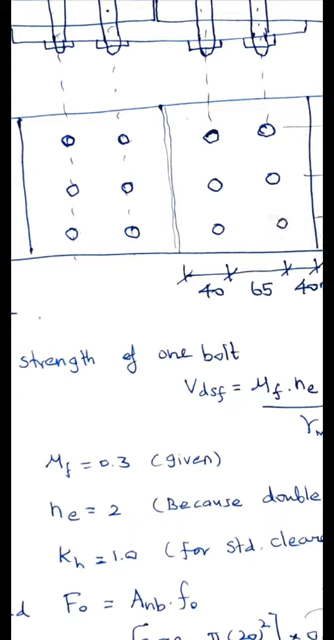 40 65 40
strength of one bolt
Vdsf = μf . ne
μf = 0.3 (given)
ne = 2 (Because double
Kh = 1.0 (for std. clear
d Fo = Anb . fo
π(20²)] ×